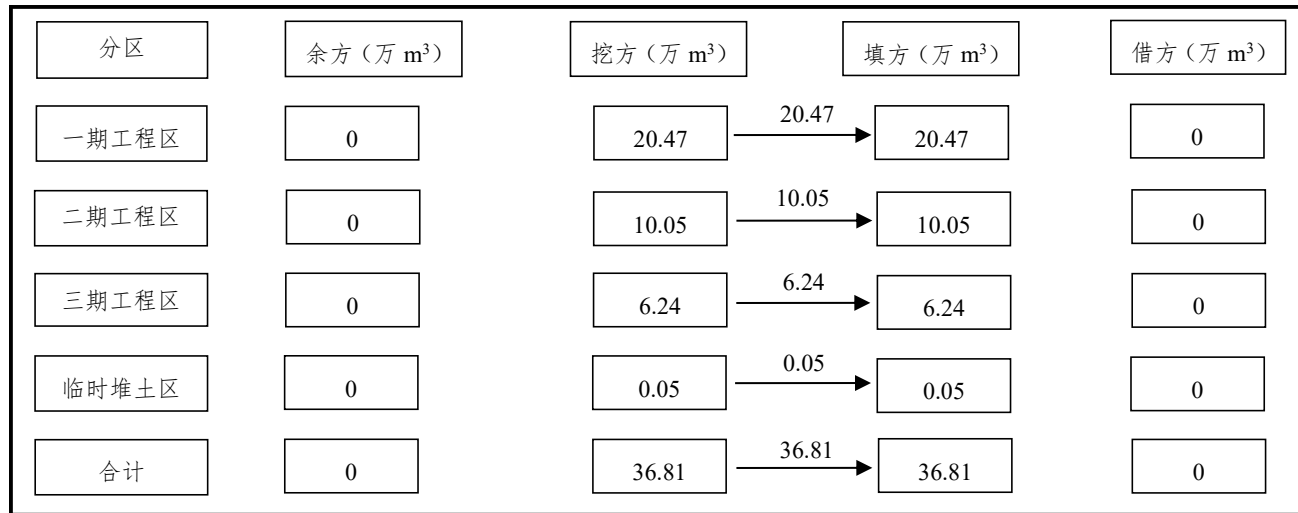 分区 余方（万 m³） 挖方（万 m³） 填方（万 m³） 借方（万 m³）
一期工程区 0 20.47 20.47 20.47 0
二期工程区 0 10.05 10.05 10.05 0
三期工程区 0 6.24 6.24 6.24 0
临时堆土区 0 0.05 0.05 0.05 0
合计 0 36.81 36.81 36.81 0